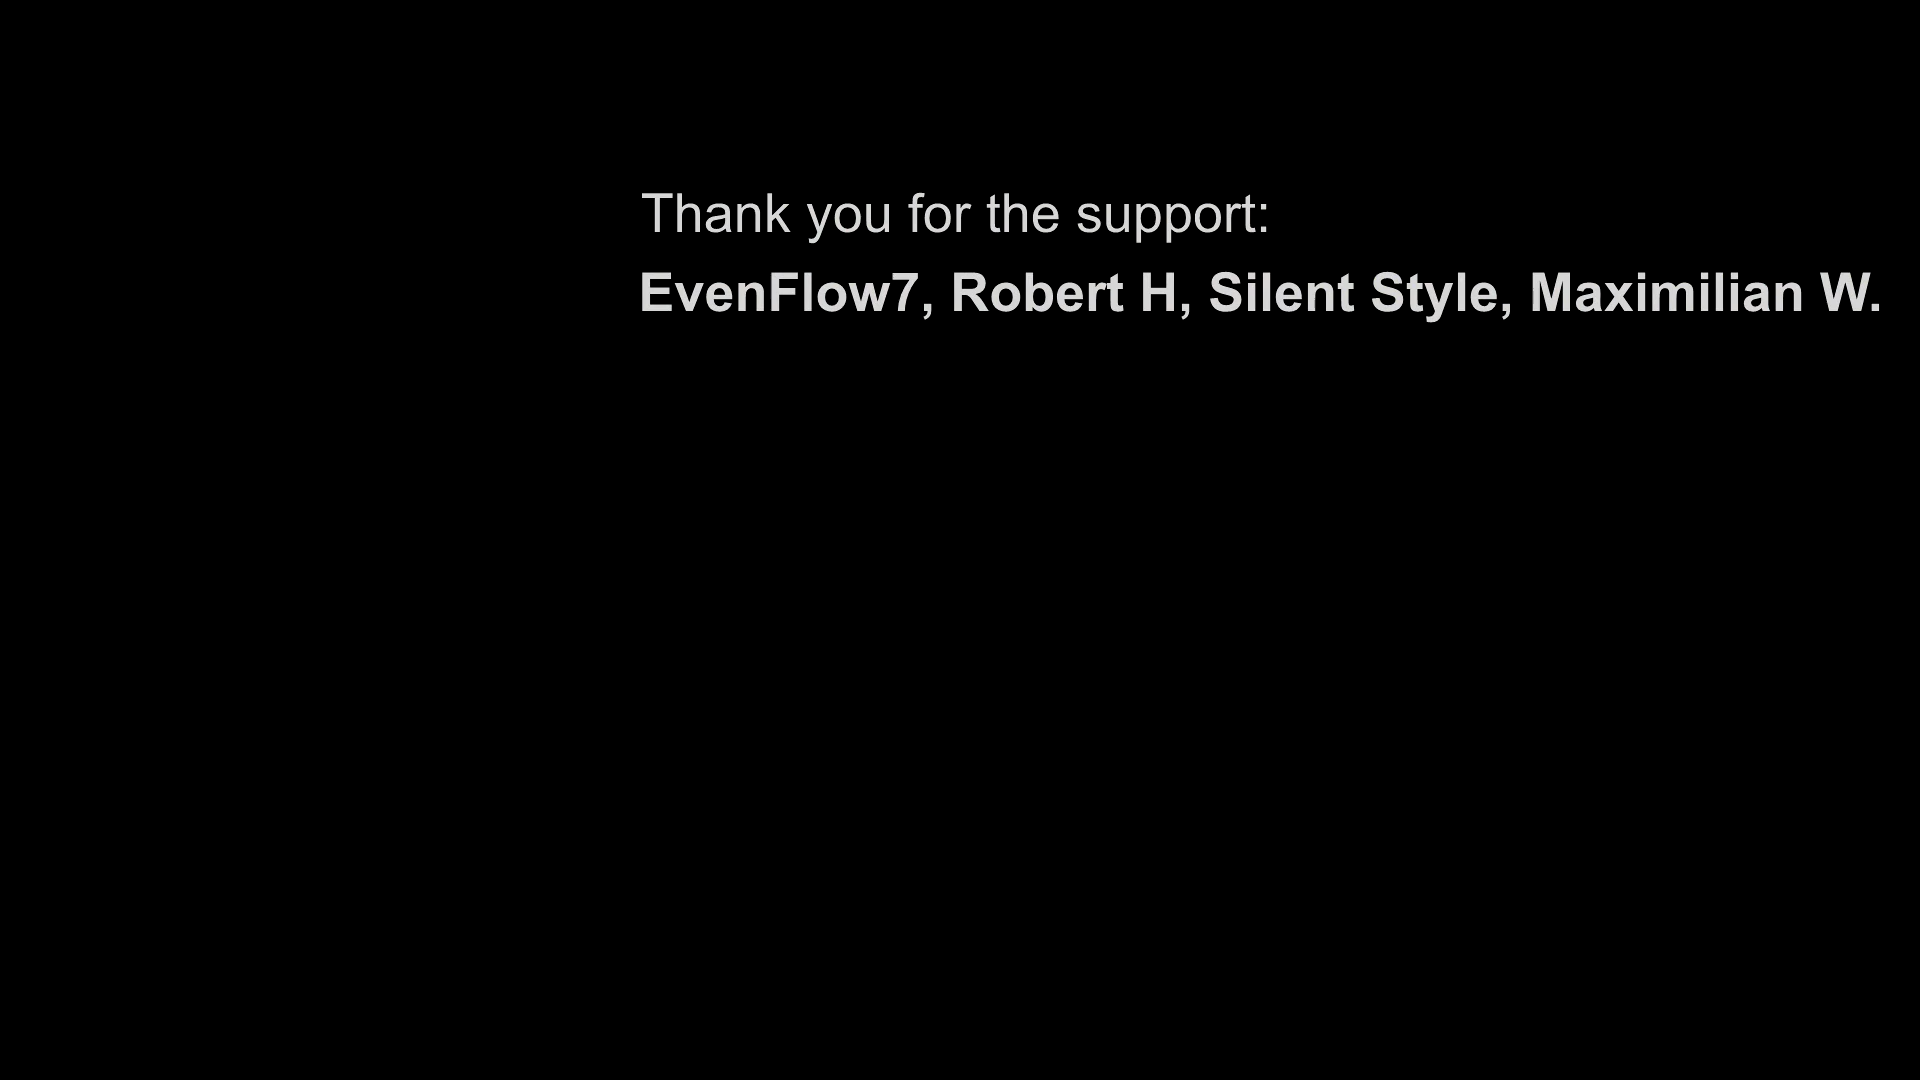 Thank you for the support:
EvenFlow7, Robert H, Silent Style, Maximilian W.